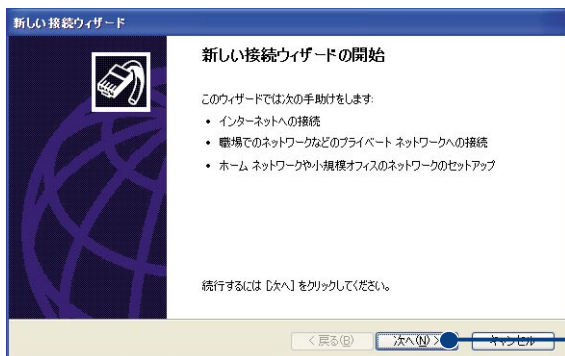 新しい接続ウィザード
新しい接続ウィザードの開始
このウィザードでは次の手助けをします:
• インターネットへの接続
• 職場でのネットワークなどのプライベート ネットワークへの接続
• ホーム ネットワークや小規模オフィスのネットワークのセットアップ
続行するには [次へ] をクリックしてください。
< 戻る(B)
次へ(N) >
キャンセル